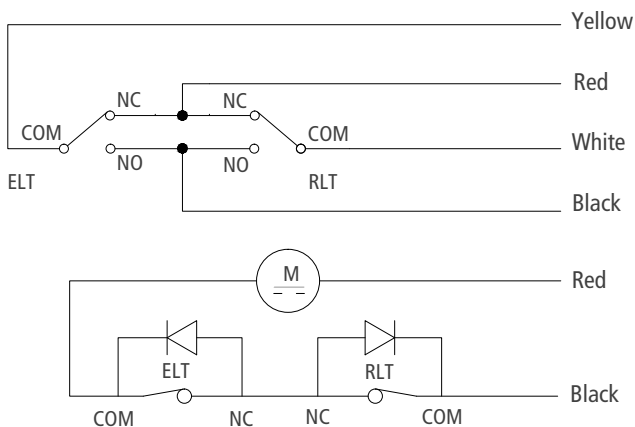 Yellow
Red
NC NC
COM COM White
NO NO
ELT RLT
Black
M Red
ELT RLT
Black
COM NC NC COM